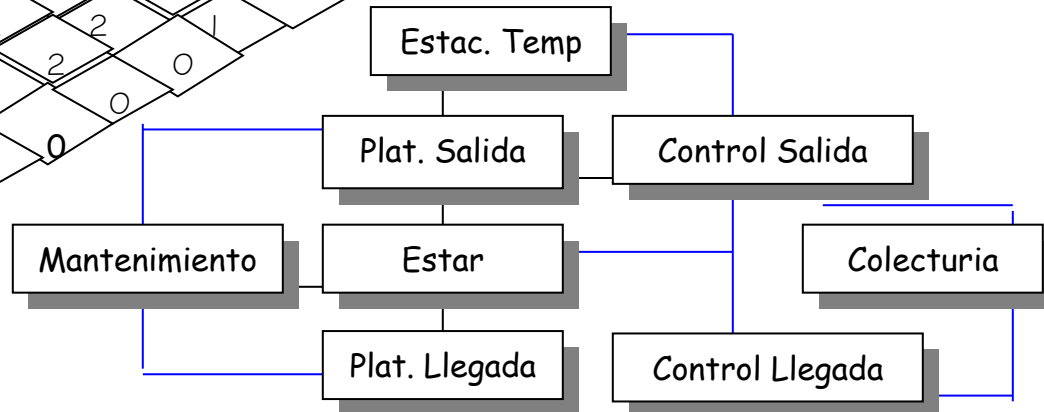 2 1
2 0
0
0
Estac. Temp
Plat. Salida
Control Salida
Mantenimiento
Estar
Colecturia
Plat. Llegada
Control Llegada